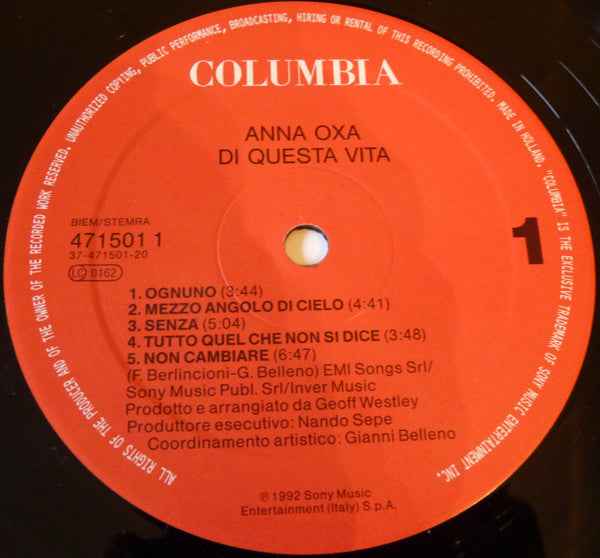 UNAUTHORIZED COPYING, PUBLIC PERFORMANCE, BROADCASTING, HIRING OR RENTAL OF THIS RECORDING PROHIBITED. MADE IN HOLLAND. "COLUMBIA" IS THE EXCLUSIVE TRADEMARK OF SONY MUSIC ENTERTAINMENT INC.
ALL RIGHTS OF THE PRODUCER AND OF THE OWNER OF THE RECORDED WORK RESERVED.
COLUMBIA
ANNA OXA
DI QUESTA VITA
BIEM/STEMRA
471501 1
37-471501-20
LC 0162
1
1. OGNUNO (3:44)
2. MEZZO ANGOLO DI CIELO (4:41)
3. SENZA (5:04)
4. TUTTO QUEL CHE NON SI DICE (3:48)
5. NON CAMBIARE (6:47)
(F. Berlincioni-G. Belleno) EMI Songs Srl/
Sony Music Publ. Srl/Inver Music
Prodotto e arrangiato da Geoff Westley
Produttore esecutivo: Nando Sepe
Coordinamento artistico: Gianni Belleno
℗ 1992 Sony Music
Entertainment (Italy) S.p.A.